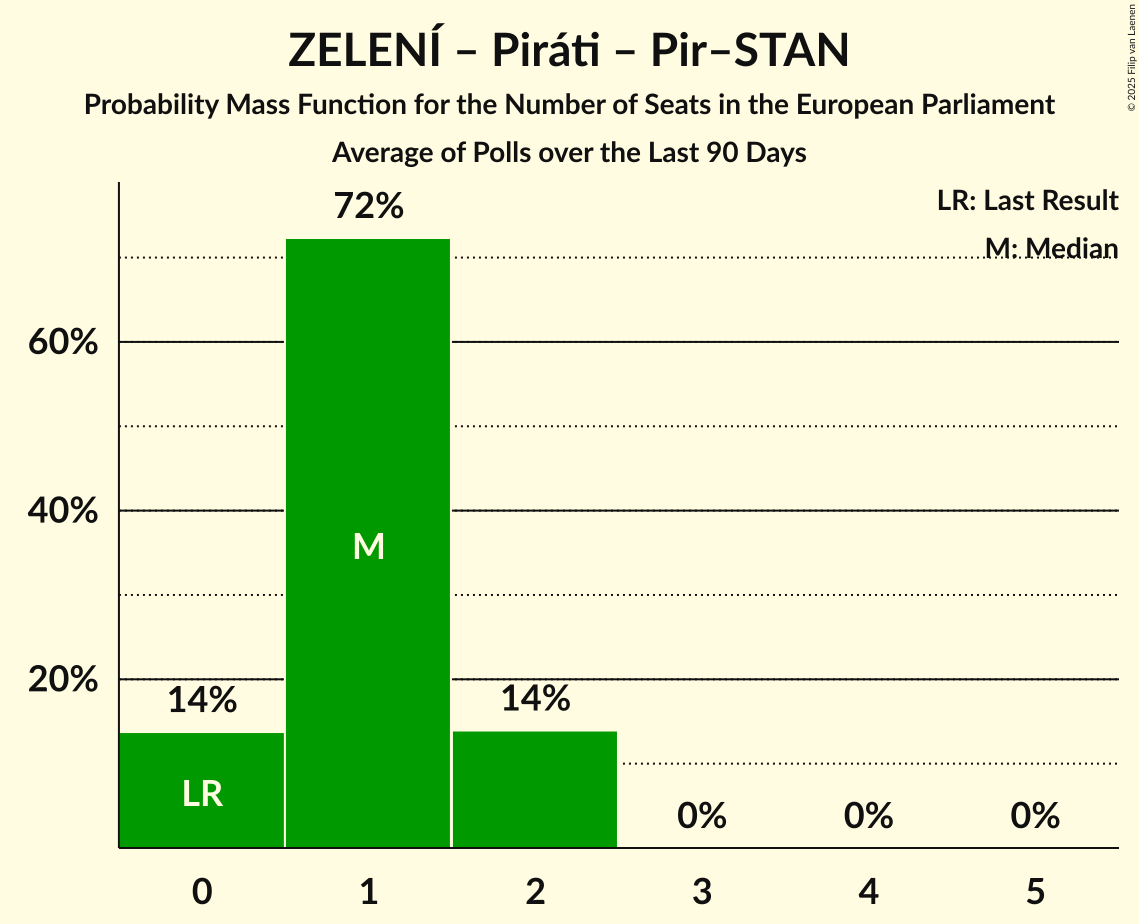 ZELENÍ – Piráti – Pir–STAN
Probability Mass Function for the Number of Seats in the European Parliament
Average of Polls over the Last 90 Days
© 2025 Filip van Laenen
LR: Last Result
M: Median
72%
60%
40%
M
20%
14%
14%
LR
0%
0%
0%
0
1
2
3
4
5